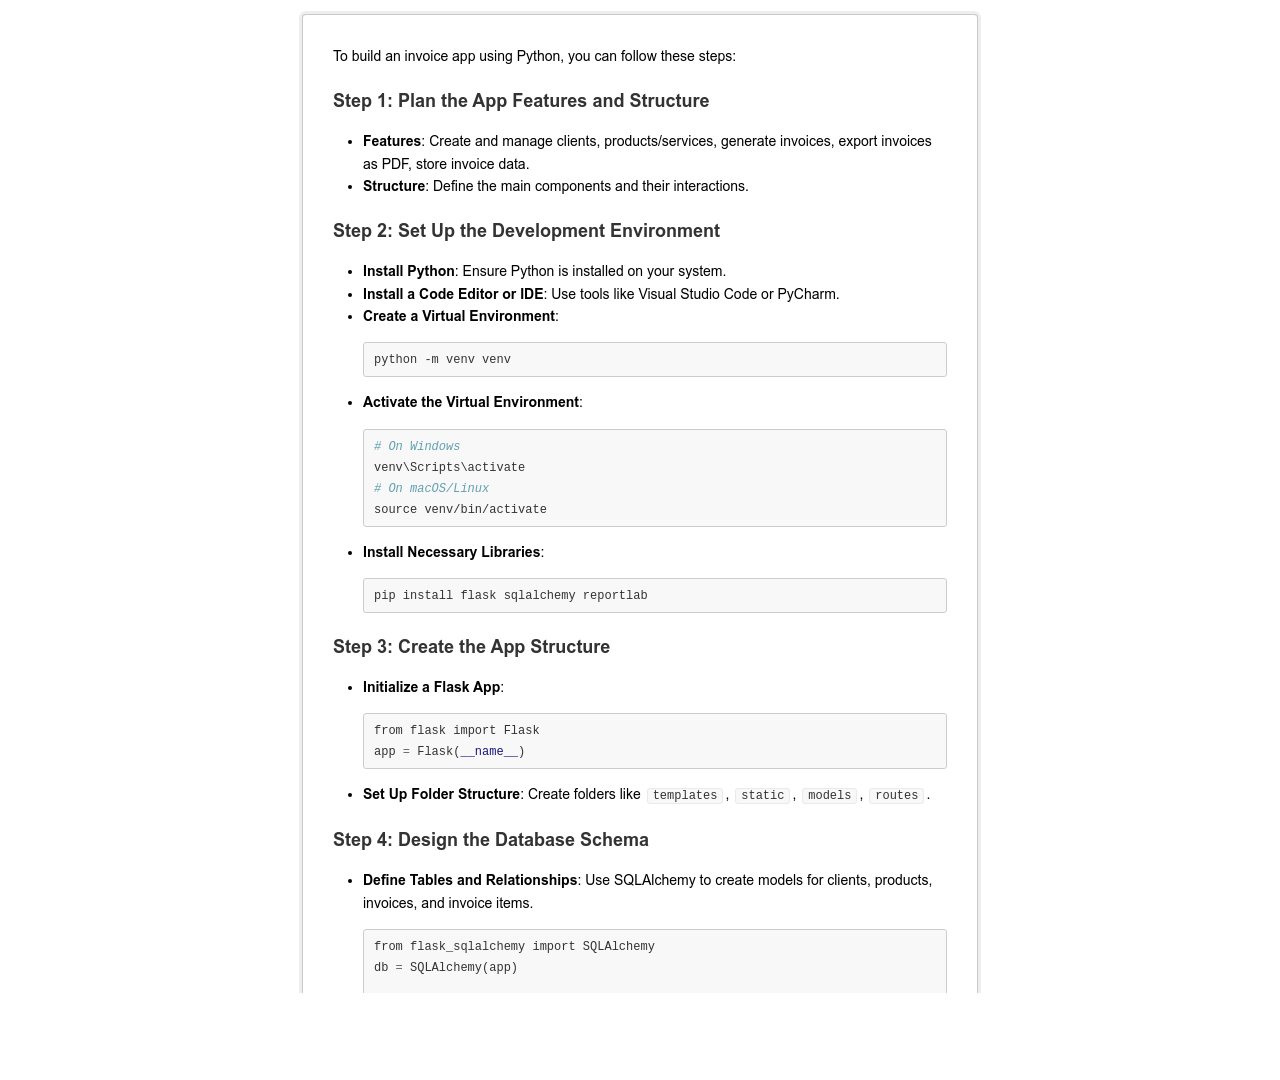 To build an invoice app using Python, you can follow these steps:
Step 1: Plan the App Features and Structure
• Features: Create and manage clients, products/services, generate invoices, export invoices
as PDF, store invoice data.
• Structure: Define the main components and their interactions.
Step 2: Set Up the Development Environment
• Install Python: Ensure Python is installed on your system.
• Install a Code Editor or IDE: Use tools like Visual Studio Code or PyCharm.
• Create a Virtual Environment:
python -m venv venv
• Activate the Virtual Environment:
# On Windows
venv\Scripts\activate
# On macOS/Linux
source venv/bin/activate
• Install Necessary Libraries:
pip install flask sqlalchemy reportlab
Step 3: Create the App Structure
• Initialize a Flask App:
from flask import Flask
app = Flask(__name__)
• Set Up Folder Structure: Create folders like templates, static, models, routes.
Step 4: Design the Database Schema
• Define Tables and Relationships: Use SQLAlchemy to create models for clients, products,
invoices, and invoice items.
from flask_sqlalchemy import SQLAlchemy
db = SQLAlchemy(app)